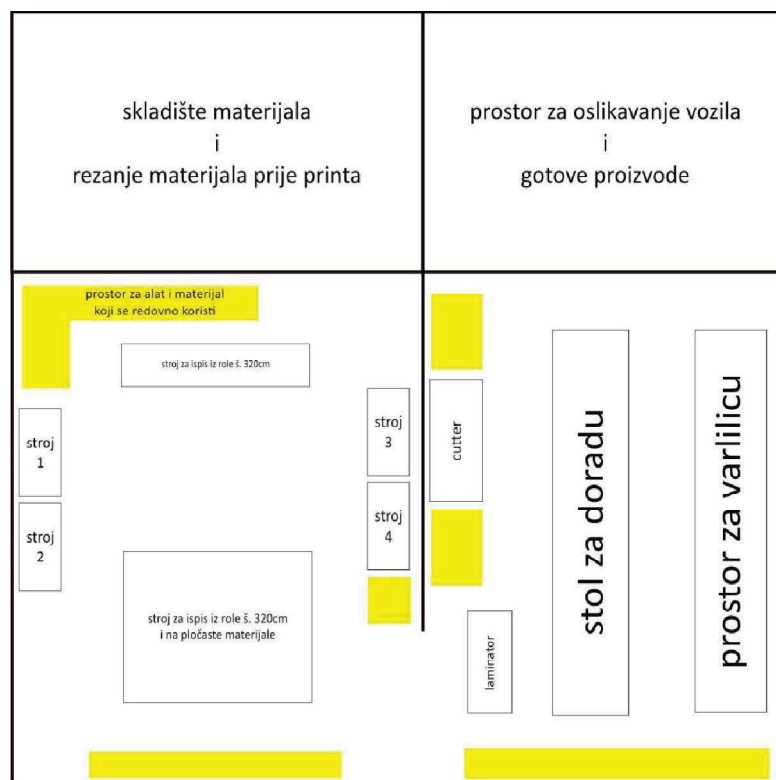 skladište materijala
i
rezanje materijala prije printa
prostor za oslikavanje vozila
i
gotove proizvode
prostor za alat i materijal
koji se redovno koristi
stroj za ispis iz role š. 320cm
stroj
1
stroj
2
stroj
3
stroj
4
stroj za ispis iz role š. 320cm
i na pločaste materijale
cutter
laminator
stol za doradu
prostor za varlilicu